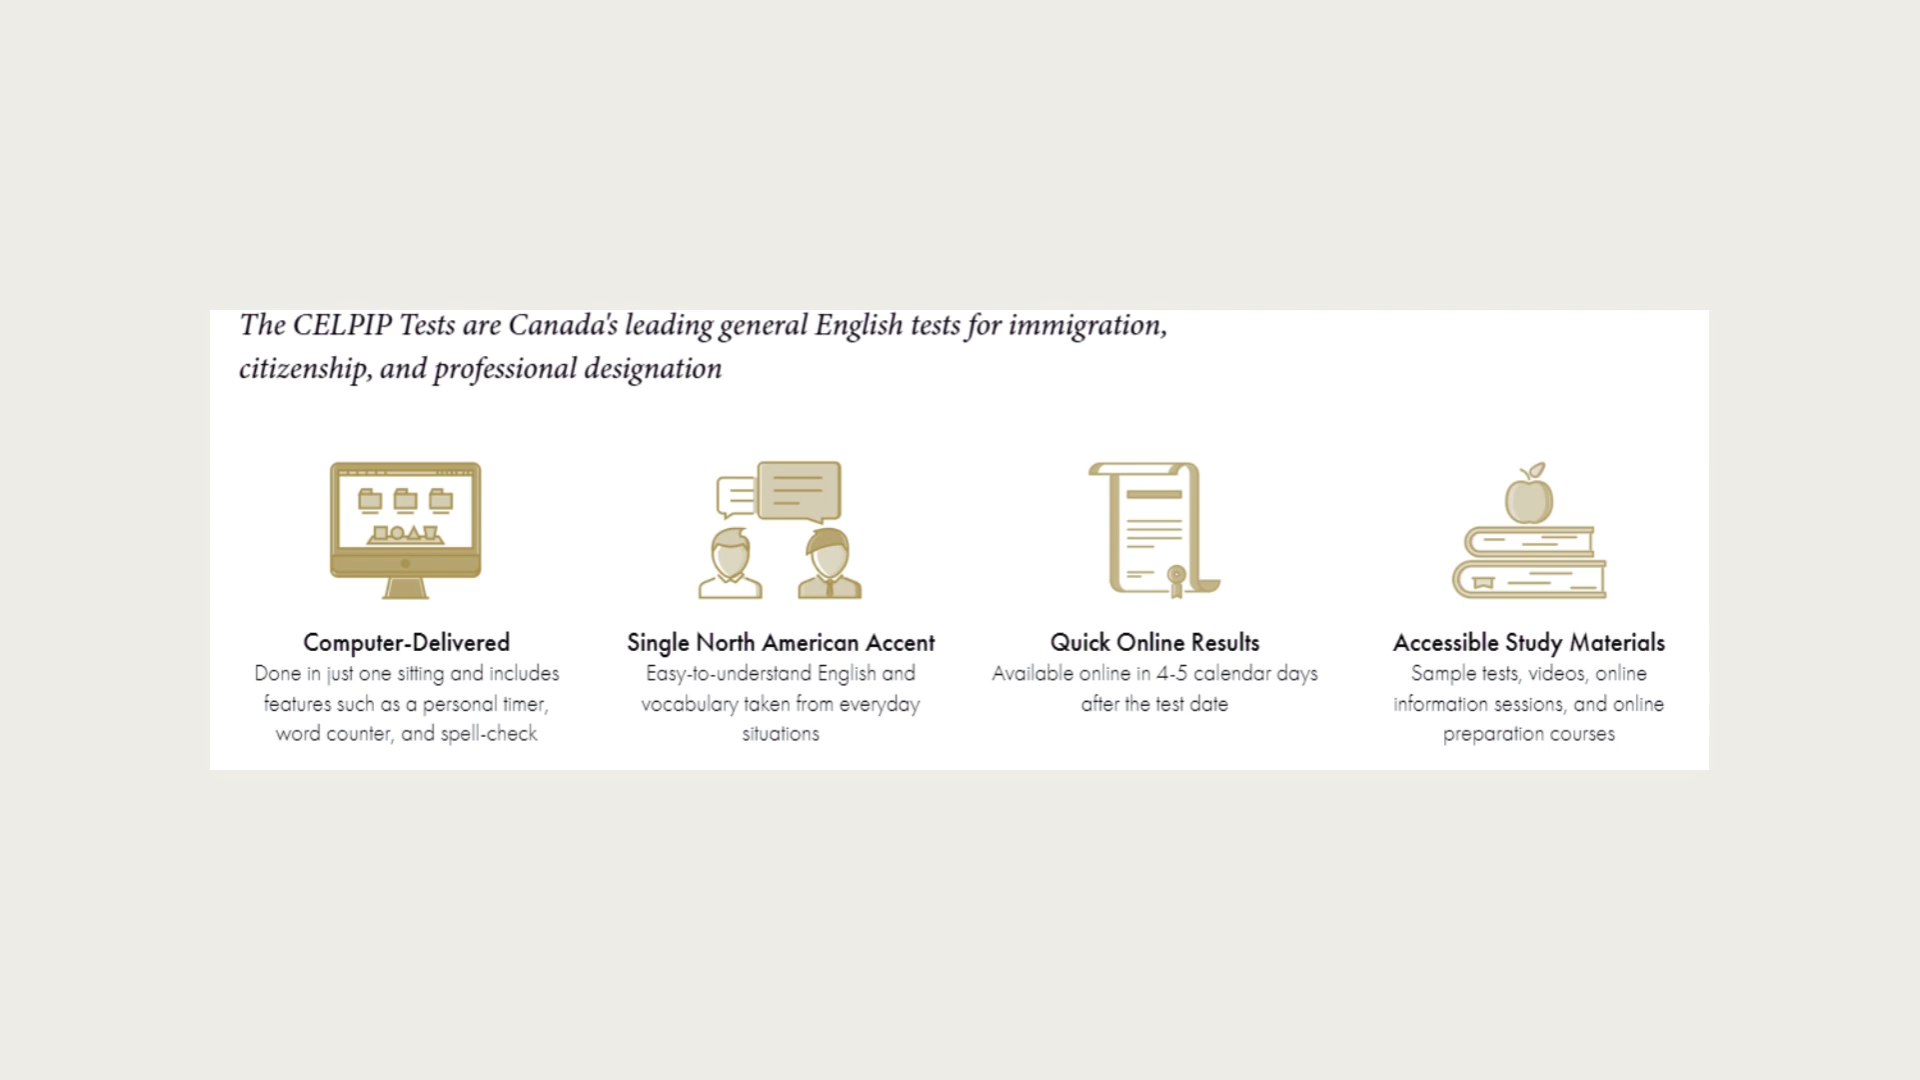 The CELPIP Tests are Canada's leading general English tests for immigration,
citizenship, and professional designation
Computer-Delivered
Done in just one sitting and includes
features such as a personal timer,
word counter, and spell-check
Single North American Accent
Easy-to-understand English and
vocabulary taken from everyday
situations
Quick Online Results
Available online in 4-5 calendar days
after the test date
Accessible Study Materials
Sample tests, videos, online
information sessions, and online
preparation courses